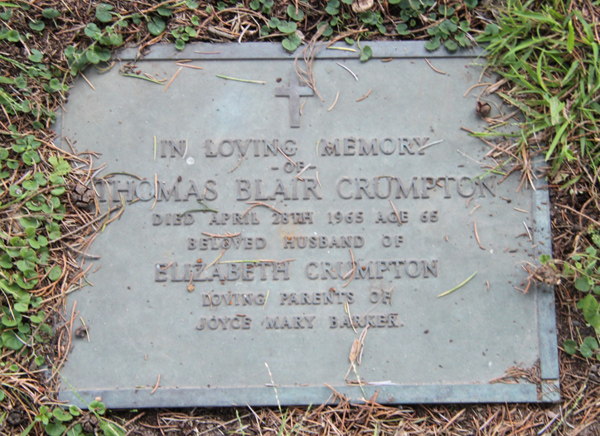 IN LOVING MEMORY
- OF -
THOMAS BLAIR CRUMPTON
DIED APRIL 28TH 1965 AGE 65
BELOVED HUSBAND OF
ELIZABETH CRUMPTON
LOVING PARENTS OF
JOYCE MARY BARKER.